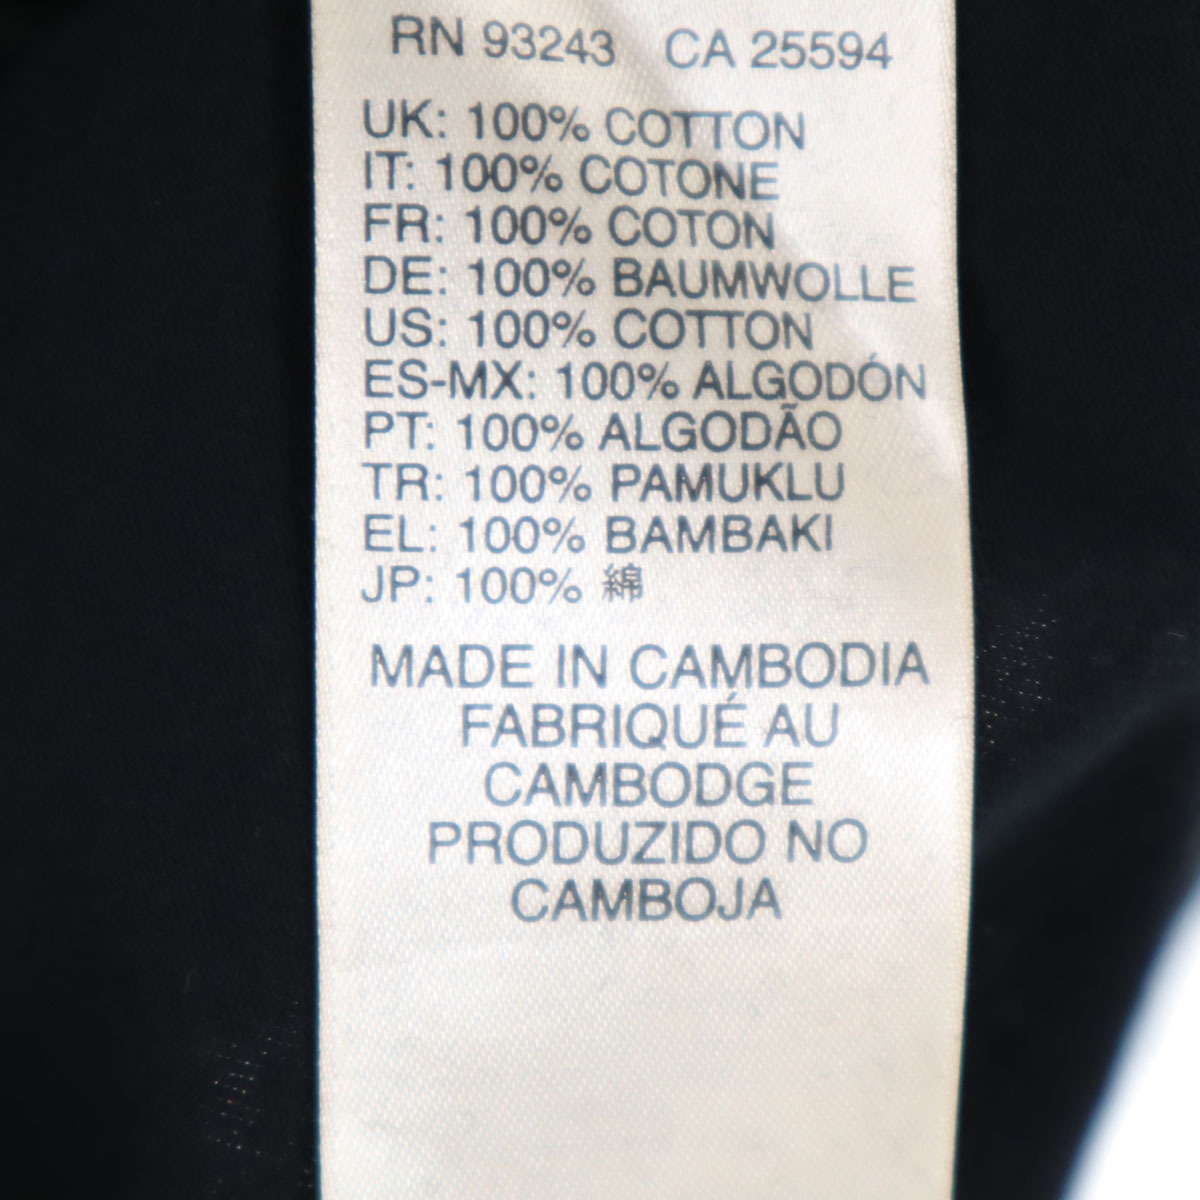 RN 93243 CA 25594
UK: 100% COTTON
IT: 100% COTONE
FR: 100% COTON
DE: 100% BAUMWOLLE
US: 100% COTTON
ES-MX: 100% ALGODÓN
PT: 100% ALGODÃO
TR: 100% PAMUKLU
EL: 100% BAMBAKI
JP: 100% 綿
MADE IN CAMBODIA
FABRIQUÉ AU
CAMBODGE
PRODUZIDO NO
CAMBOJA